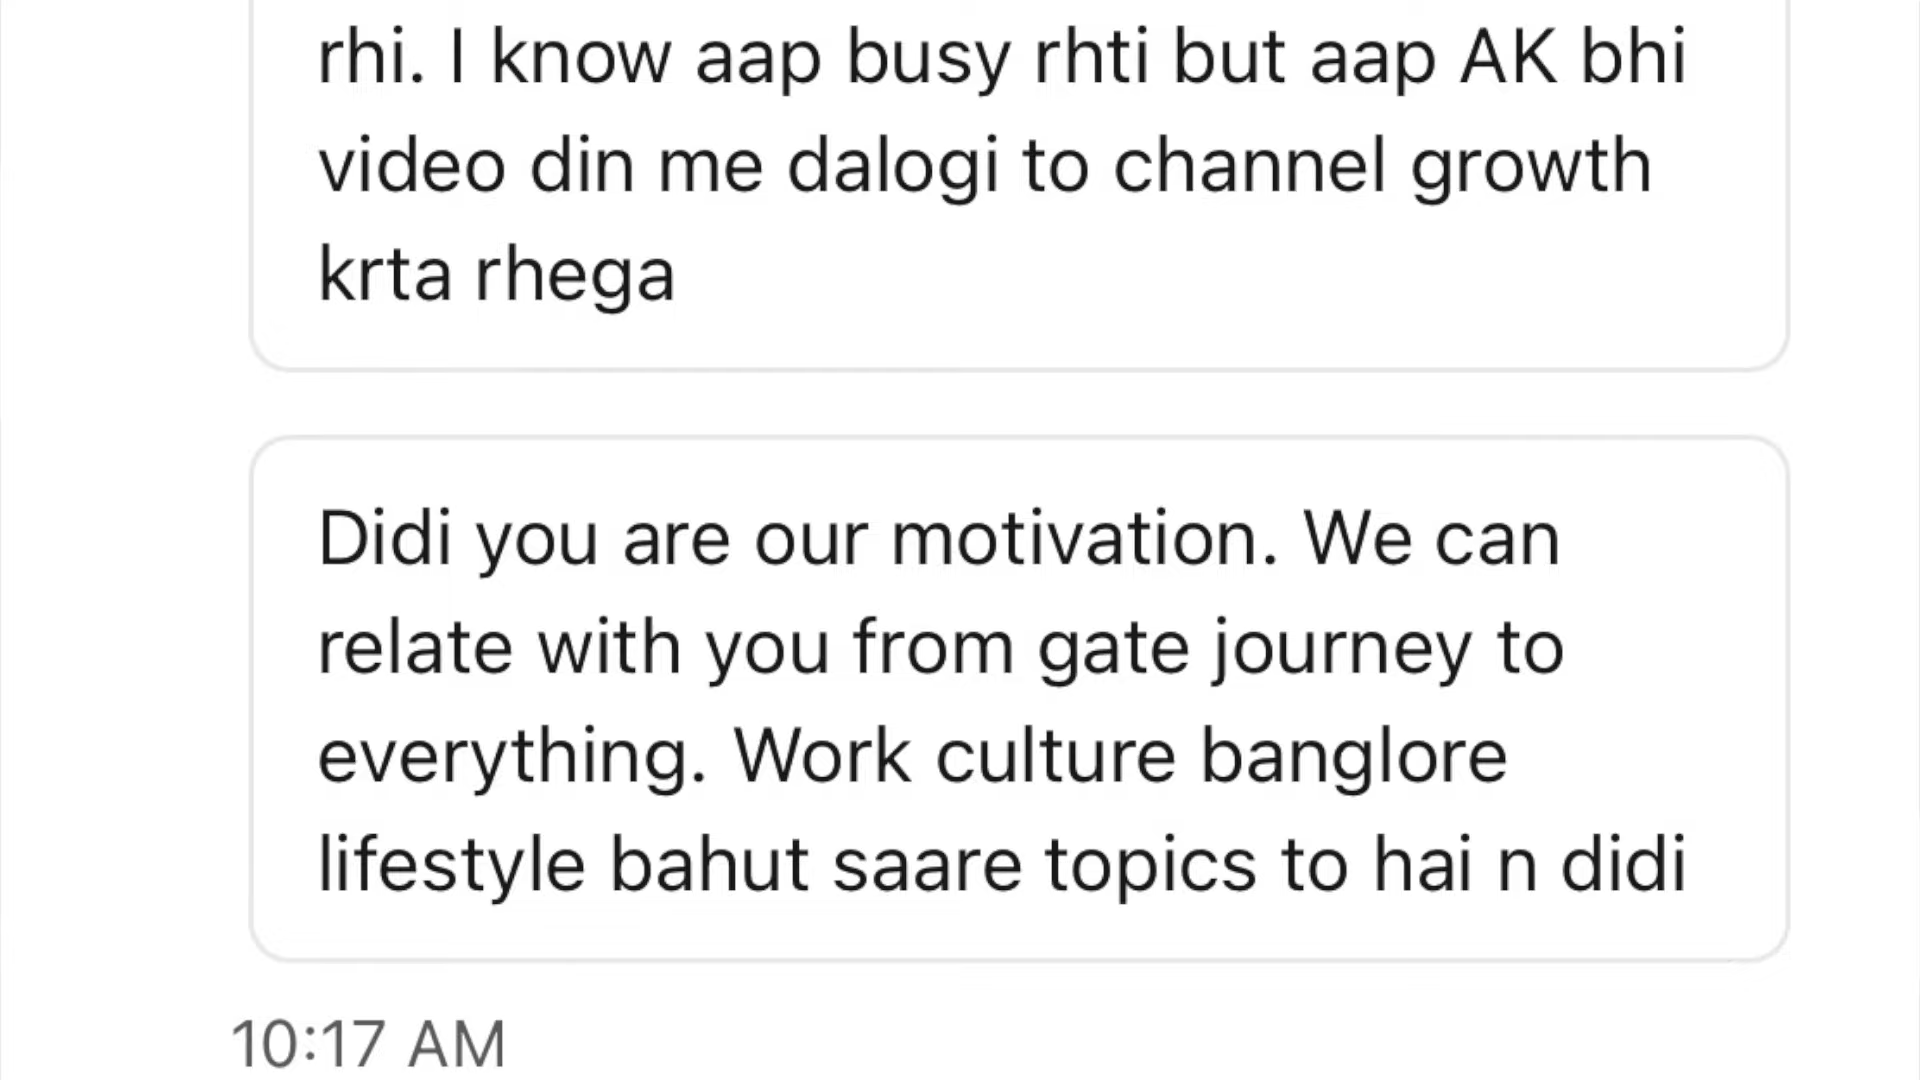 rhi. I know aap busy rhti but aap AK bhi
video din me dalogi to channel growth
krta rhega
Didi you are our motivation. We can
relate with you from gate journey to
everything. Work culture banglore
lifestyle bahut saare topics to hai n didi
10:17 AM